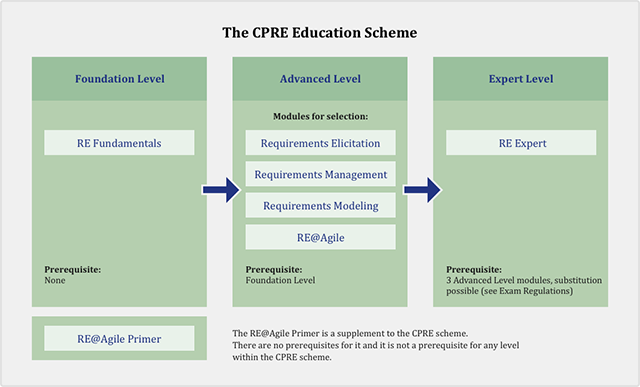 The CPRE Education Scheme
Foundation Level
RE Fundamentals
Prerequisite:
None
Advanced Level
Modules for selection:
Requirements Elicitation
Requirements Management
Requirements Modeling
RE@Agile
Prerequisite:
Foundation Level
Expert Level
RE Expert
Prerequisite:
3 Advanced Level modules, substitution
possible (see Exam Regulations)
RE@Agile Primer
The RE@Agile Primer is a supplement to the CPRE scheme.
There are no prerequisites for it and it is not a prerequisite for any level
within the CPRE scheme.